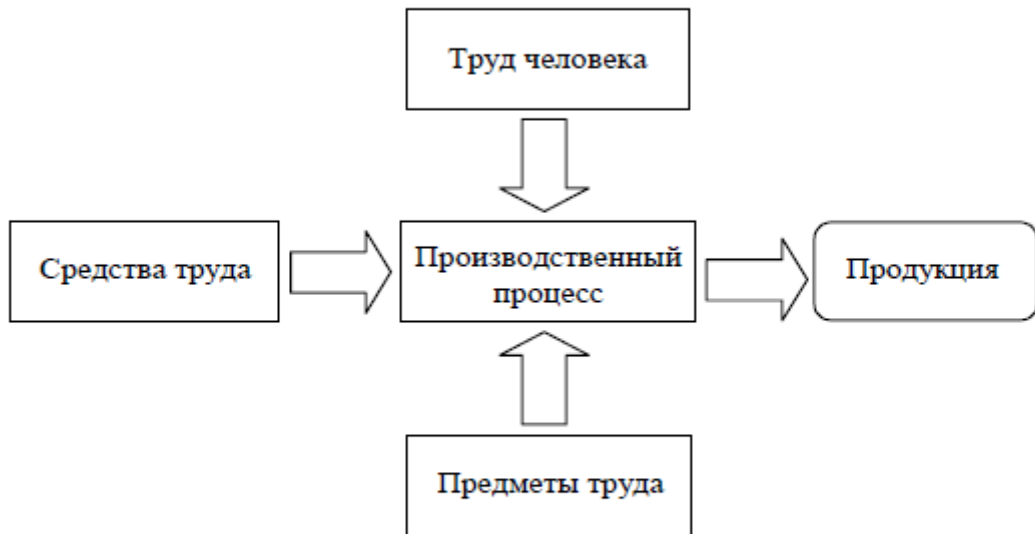 Труд человека
Средства труда
Производственный
процесс
Продукция
Предметы труда